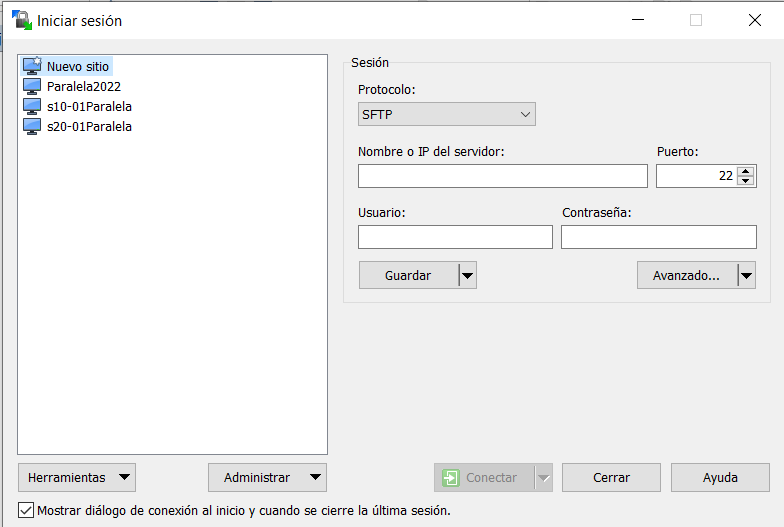 Iniciar sesión
Nuevo sitio
Paralela2022
s10-01Paralela
s20-01Paralela
Sesión
Protocolo:
SFTP
Nombre o IP del servidor:
Puerto:
22
Usuario:
Contraseña:
Guardar
Avanzado...
Herramientas
Administrar
Conectar
Cerrar
Ayuda
Mostrar diálogo de conexión al inicio y cuando se cierre la última sesión.